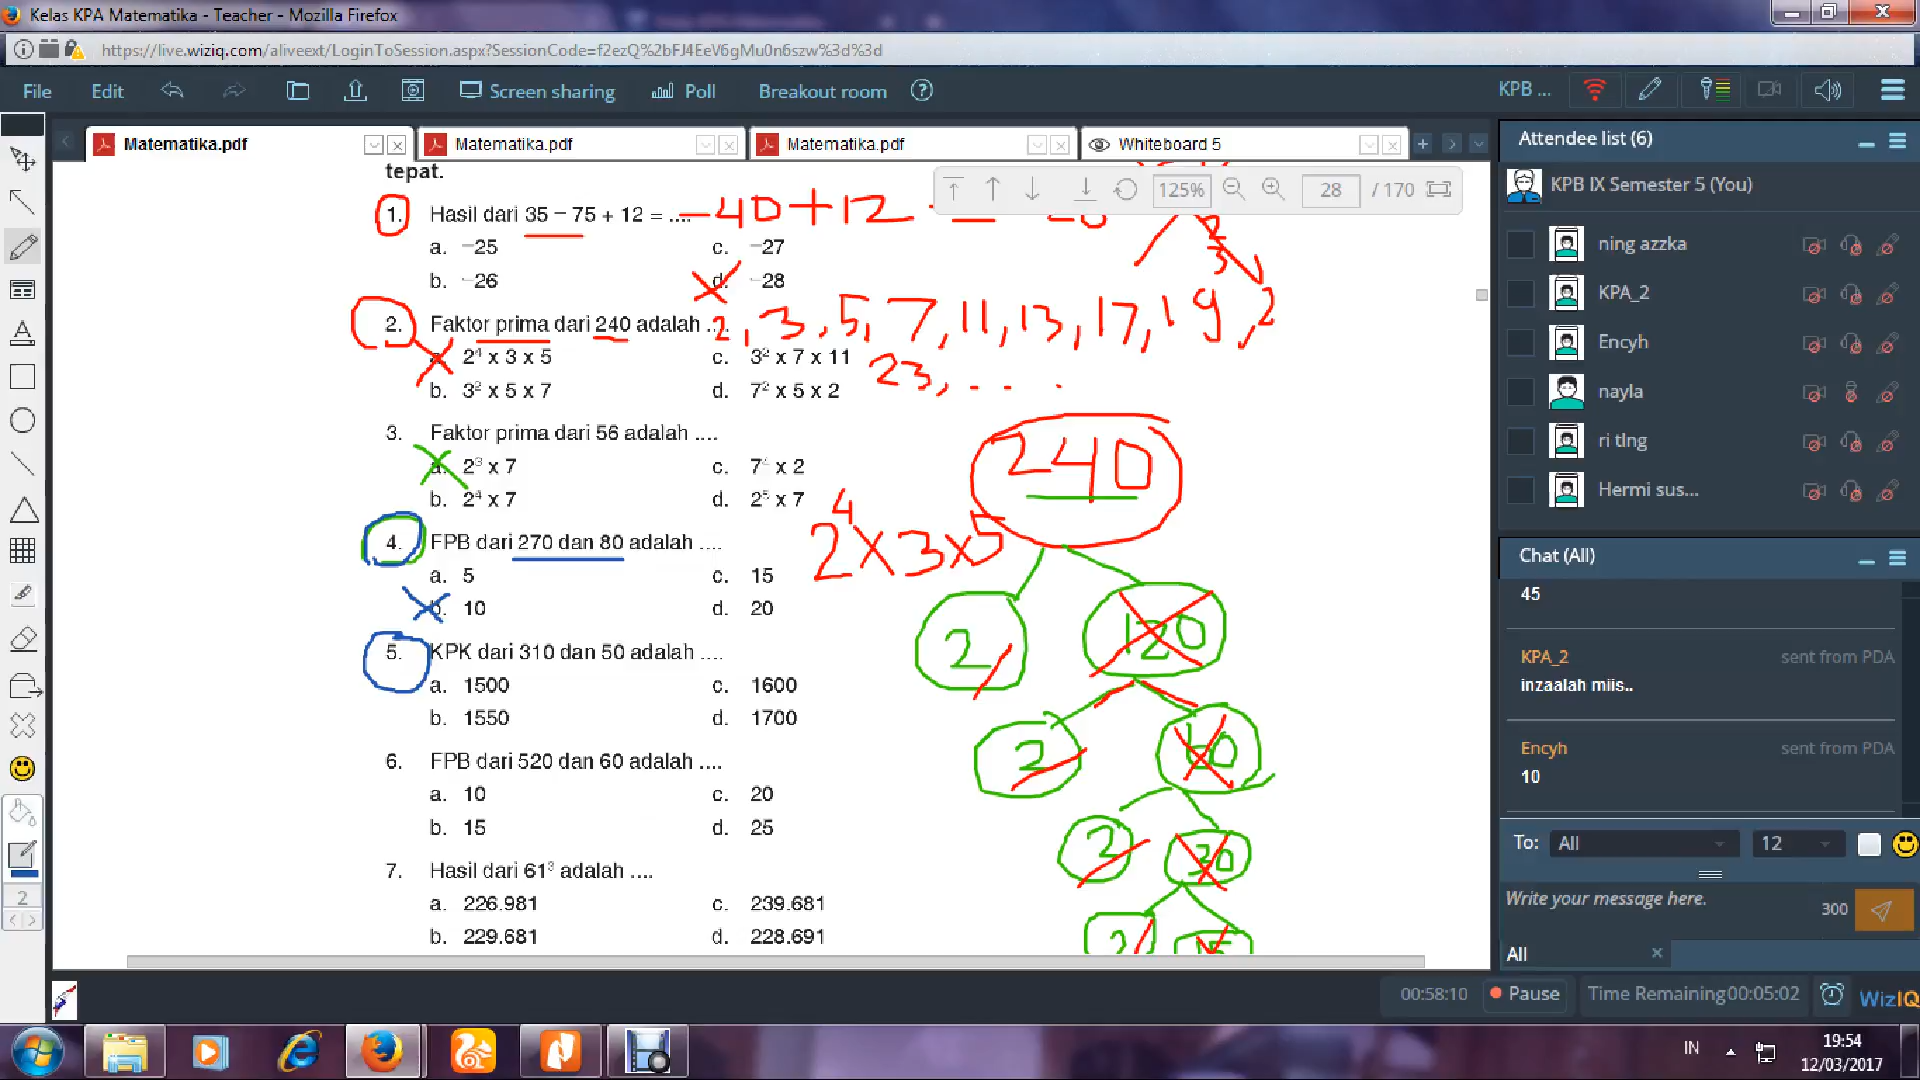 Kelas KPA Matematika - Teacher - Mozilla Firefox
https://live.wiziq.com/aliveext/LoginToSession.aspx?SessionCode=f2ezQ%2bFJ4EeV6gMu0n6szw%3d%3d
File Edit Screen sharing Poll Breakout room ? KPB ...
Matematika.pdf Matematika.pdf Matematika.pdf Whiteboard 5
125% 28 / 170
tepat.
1. Hasil dari 35 – 75 + 12 = .... -40+12
a. –25 c. –27
b. –26 d. –28
2. Faktor prima dari 240 adalah .... 2, 3, 5, 7, 11, 13, 17, 19, 2
23, ...
a. 2⁴ x 3 x 5 c. 3² x 7 x 11
b. 3² x 5 x 7 d. 7² x 5 x 2
3. Faktor prima dari 56 adalah ....
a. 2³ x 7 c. 7⁴ x 2
b. 2⁴ x 7 d. 2⁵ x 7
240
2⁴x3x5
4. FPB dari 270 dan 80 adalah ....
a. 5 c. 15
b. 10 d. 20
2 120
5. KPK dari 310 dan 50 adalah ....
a. 1500 c. 1600
b. 1550 d. 1700
2 60
6. FPB dari 520 dan 60 adalah ....
a. 10 c. 20
b. 15 d. 25
2 30
7. Hasil dari 61³ adalah ....
a. 226.981 c. 239.681
b. 229.681 d. 228.691
2 15
2
Attendee list (6)
KPB IX Semester 5 (You)
ning azzka
KPA_2
Encyh
nayla
ri tlng
Hermi sus...
Chat (All)
45
KPA_2 sent from PDA
inzaalah miis..
Encyh sent from PDA
10
To: All 12
Write your message here. 300
All
00:58:10 Pause Time Remaining00:05:02 WizIQ
IN 19:54
12/03/2017